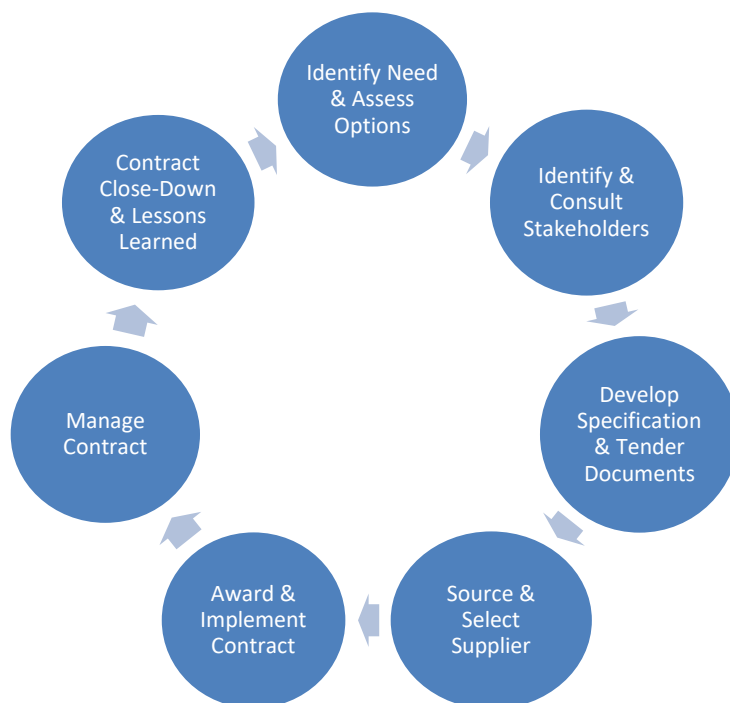 Identify Need
& Assess
Options
Identify &
Consult
Stakeholders
Develop
Specification
& Tender
Documents
Source &
Select
Supplier
Award &
Implement
Contract
Manage
Contract
Contract
Close-Down
& Lessons
Learned